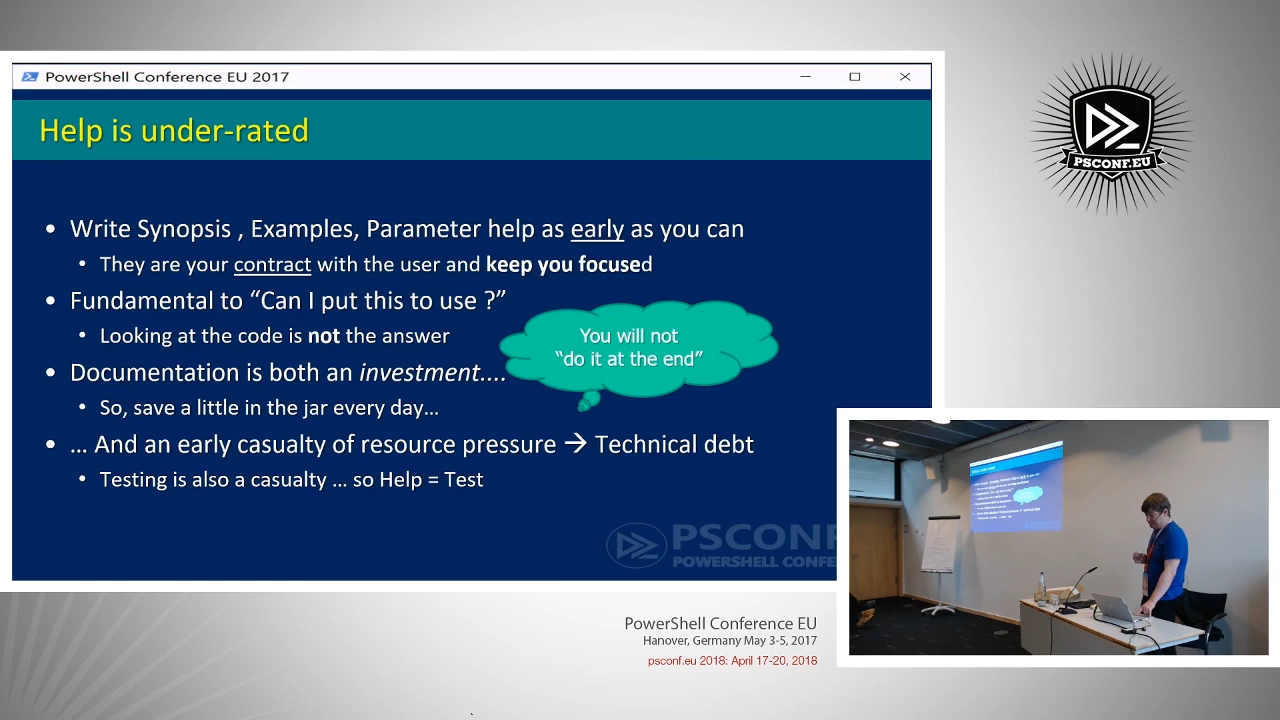 PowerShell Conference EU 2017
Help is under-rated
• Write Synopsis , Examples, Parameter help as early as you can
• They are your contract with the user and keep you focused
• Fundamental to “Can I put this to use ?”
• Looking at the code is not the answer
You will not
“do it at the end”
• Documentation is both an investment....
• So, save a little in the jar every day...
• ... And an early casualty of resource pressure → Technical debt
• Testing is also a casualty ... so Help = Test
PSCONF
POWERSHELL CONFE
PSCONF.EU
PowerShell Conference EU
Hanover, Germany May 3-5, 2017
psconf.eu 2018: April 17-20, 2018
Help is under-rated